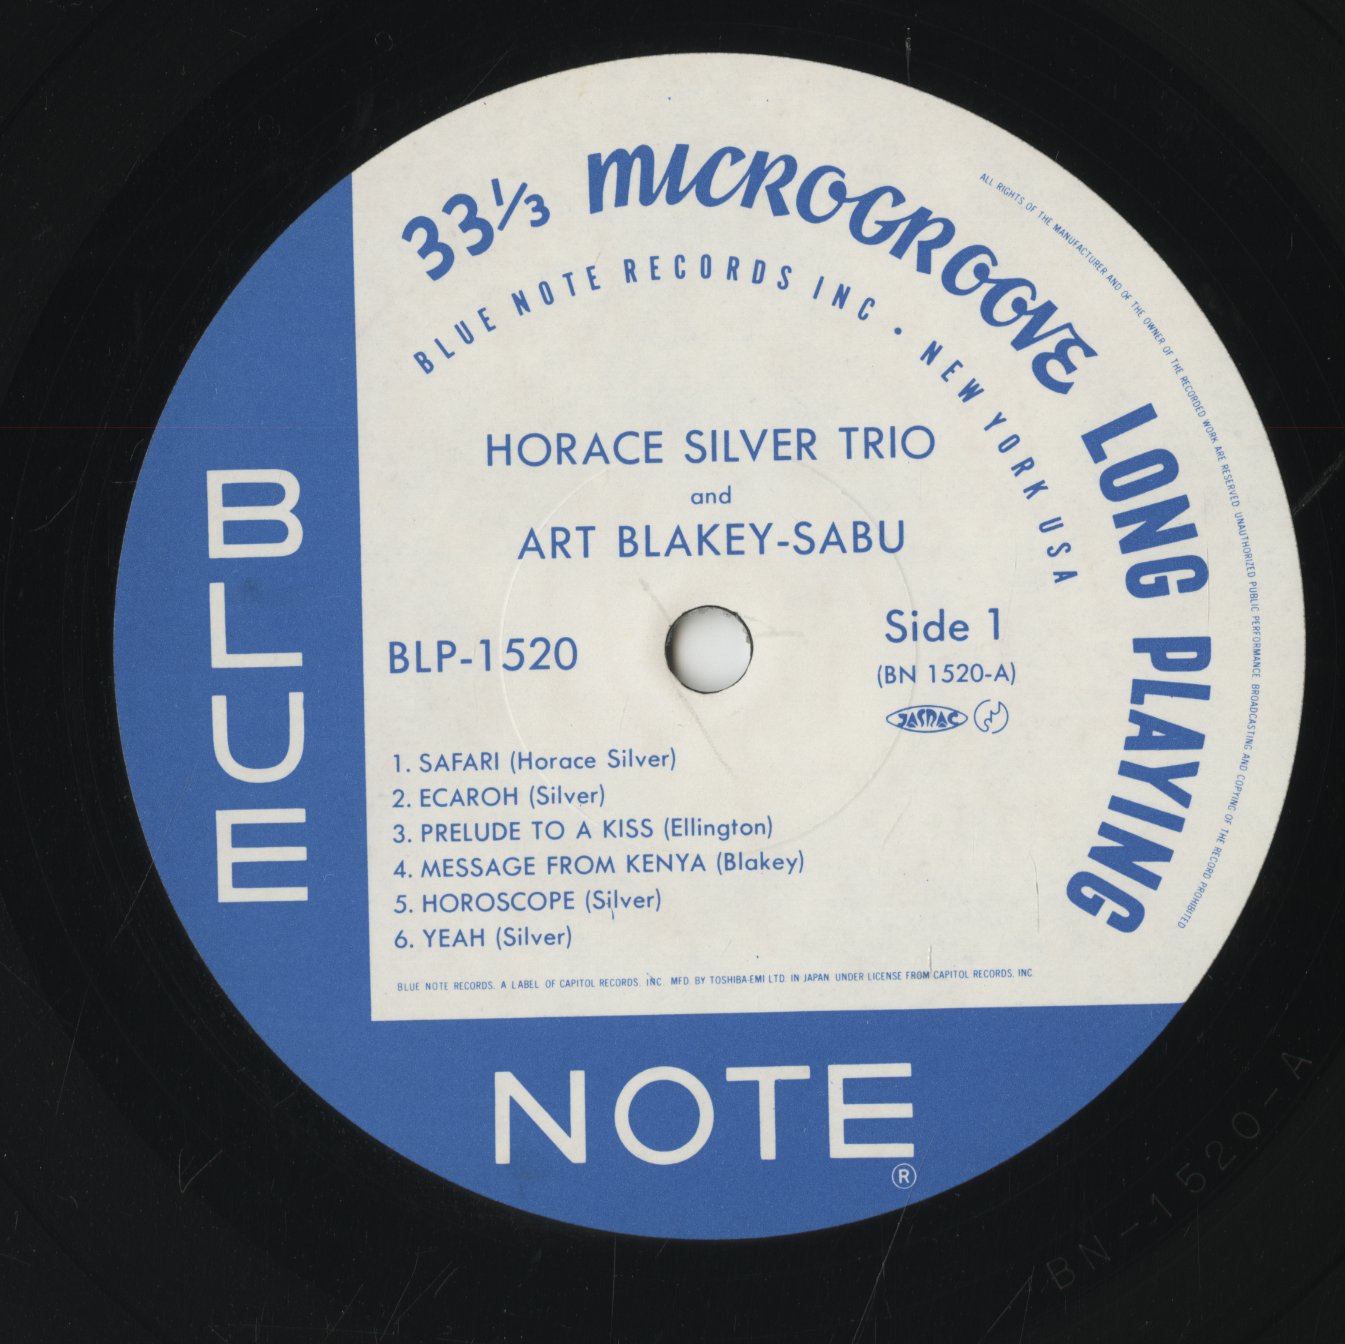 33 1/3 MICROGROOVE LONG PLAYING
BLUE NOTE RECORDS INC • NEW YORK USA
ALL RIGHTS OF THE MANUFACTURER AND OF THE OWNER OF THE RECORDED WORK ARE RESERVED. UNAUTHORIZED PUBLIC PERFORMANCE BROADCASTING AND COPYING OF THE RECORD PROHIBITED
HORACE SILVER TRIO
and
ART BLAKEY-SABU
BLP-1520
Side 1
(BN 1520-A)
JASRAC
1. SAFARI (Horace Silver)
2. ECAROH (Silver)
3. PRELUDE TO A KISS (Ellington)
4. MESSAGE FROM KENYA (Blakey)
5. HOROSCOPE (Silver)
6. YEAH (Silver)
BLUE NOTE RECORDS. A LABEL OF CAPITOL RECORDS. INC. MFD. BY TOSHIBA-EMI LTD. IN JAPAN UNDER LICENSE FROM CAPITOL RECORDS. INC.
BLUE
NOTE
®
BN-1520-A